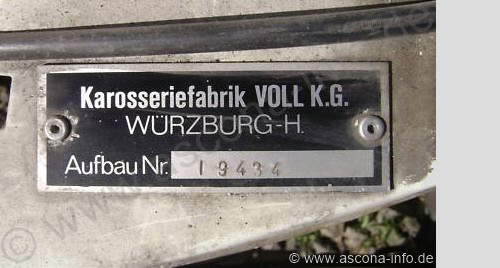 Karosseriefabrik VOLL K.G.
WÜRZBURG-H.
Aufbau Nr. 19434
© www.ascona-info.de